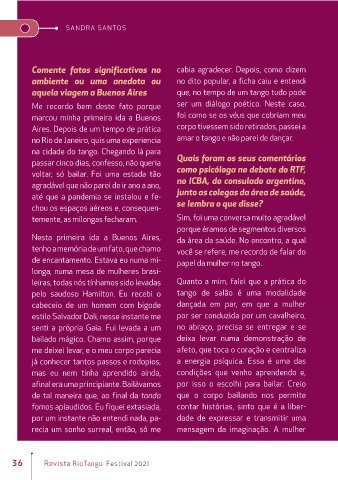 SANDRA SANTOS
Comente fatos significativos no
ambiente ou uma anedota ou
aquela viagem a Buenos Aires
Me recordo bem deste fato porque
marcou minha primeira ida a Buenos
Aires. Depois de um tempo de prática
no Rio de Janeiro, quis uma experiencia
na cidade do tango. Chegando lá para
passar cinco dias, confesso, não queria
voltar, só bailar. Foi uma estada tão
agradável que não parei de ir ano a ano,
até que a pandemia se instalou e fe-
chou os espaços aéreos e, consequen-
temente, as milongas fecharam.
Nesta primeira ida a Buenos Aires,
tenho a memória de um fato, que chamo
de encantamento. Estava eu numa mi-
longa, numa mesa de mulheres brasi-
leiras, todas nós tínhamos sido levadas
pelo saudoso Hamilton. Eu recebi o
cabeceio de um homem com bigode
estilo Salvador Dali, nesse instante me
senti a própria Gaia. Fui levada a um
bailado mágico. Chamo assim, porque
me deixei levar, e o meu corpo parecia
já conhecer tantos passos e rodopios,
mas eu nem tinha aprendido ainda,
afinal era uma principiante. Bailávamos
de tal maneira que, ao final da tanda
fomos aplaudidos. Eu fiquei extasiada,
por um instante não entendi nada, pa-
recia um sonho surreal, então, só me
cabia agradecer. Depois, como dizem
no dito popular, a ficha caiu e entendi
que, no tempo de um tango tudo pode
ser um diálogo poético. Neste caso,
foi como se os véus que cobriam meu
corpo tivessem sido retirados, passei a
amar o tango e não parei de dançar.
Quais foram os seus comentários
como psicóloga no debate do RTF,
no ICBA, do consulado argentino,
junto as colegas da área de saúde,
se lembra o que disse?
Sim, foi uma conversa muito agradável
porque éramos de segmentos diversos
da área da saúde. No encontro, a qual
você se refere, me recordo de falar do
papel da mulher no tango.
Quanto a mim, falei que a prática do
tango de salão é uma modalidade
dançada em par, em que a mulher
por ser conduzida por um cavalheiro,
no abraço, precisa se entregar e se
deixa levar numa demonstração de
afeto, que toca o coração e centraliza
a energia psíquica. Essa é uma das
condições que venho aprendendo e,
por isso o escolhi para bailar. Creio
que o corpo bailando nos permite
contar histórias, sinto que é a liber-
dade de expressar e transmitir uma
mensagem da imaginação. A mulher
36 Revista RioTango Festival 2021